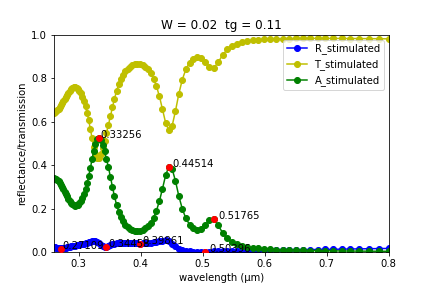 W = 0.02 tg = 0.11
reflectance/transmission
1.0
0.8
0.6
0.4
0.2
0.0
R_stimulated
T_stimulated
A_stimulated
0.33256
0.44514
0.51765
0.3 0.4 0.5 0.6 0.7 0.8
wavelength (μm)